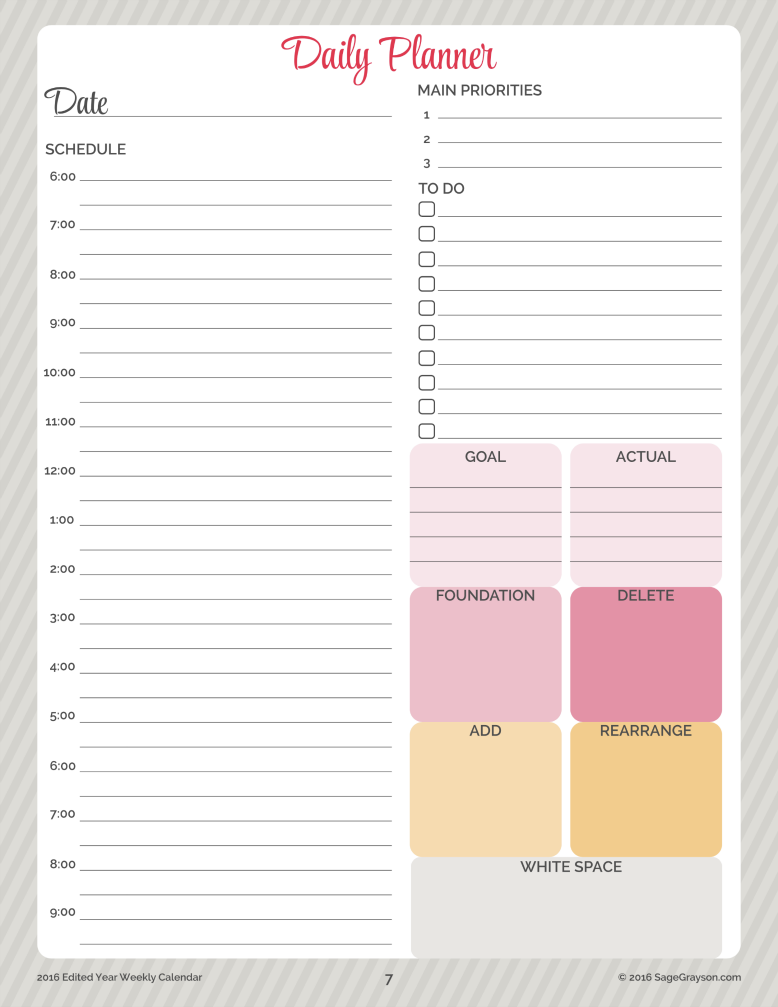 Daily Planner
Date
SCHEDULE
6:00
7:00
8:00
9:00
10:00
11:00
12:00
1:00
2:00
3:00
4:00
5:00
6:00
7:00
8:00
9:00
MAIN PRIORITIES
1
2
3
TO DO
GOAL
ACTUAL
FOUNDATION
DELETE
ADD
REARRANGE
WHITE SPACE
2016 Edited Year Weekly Calendar
7
© 2016 SageGrayson.com